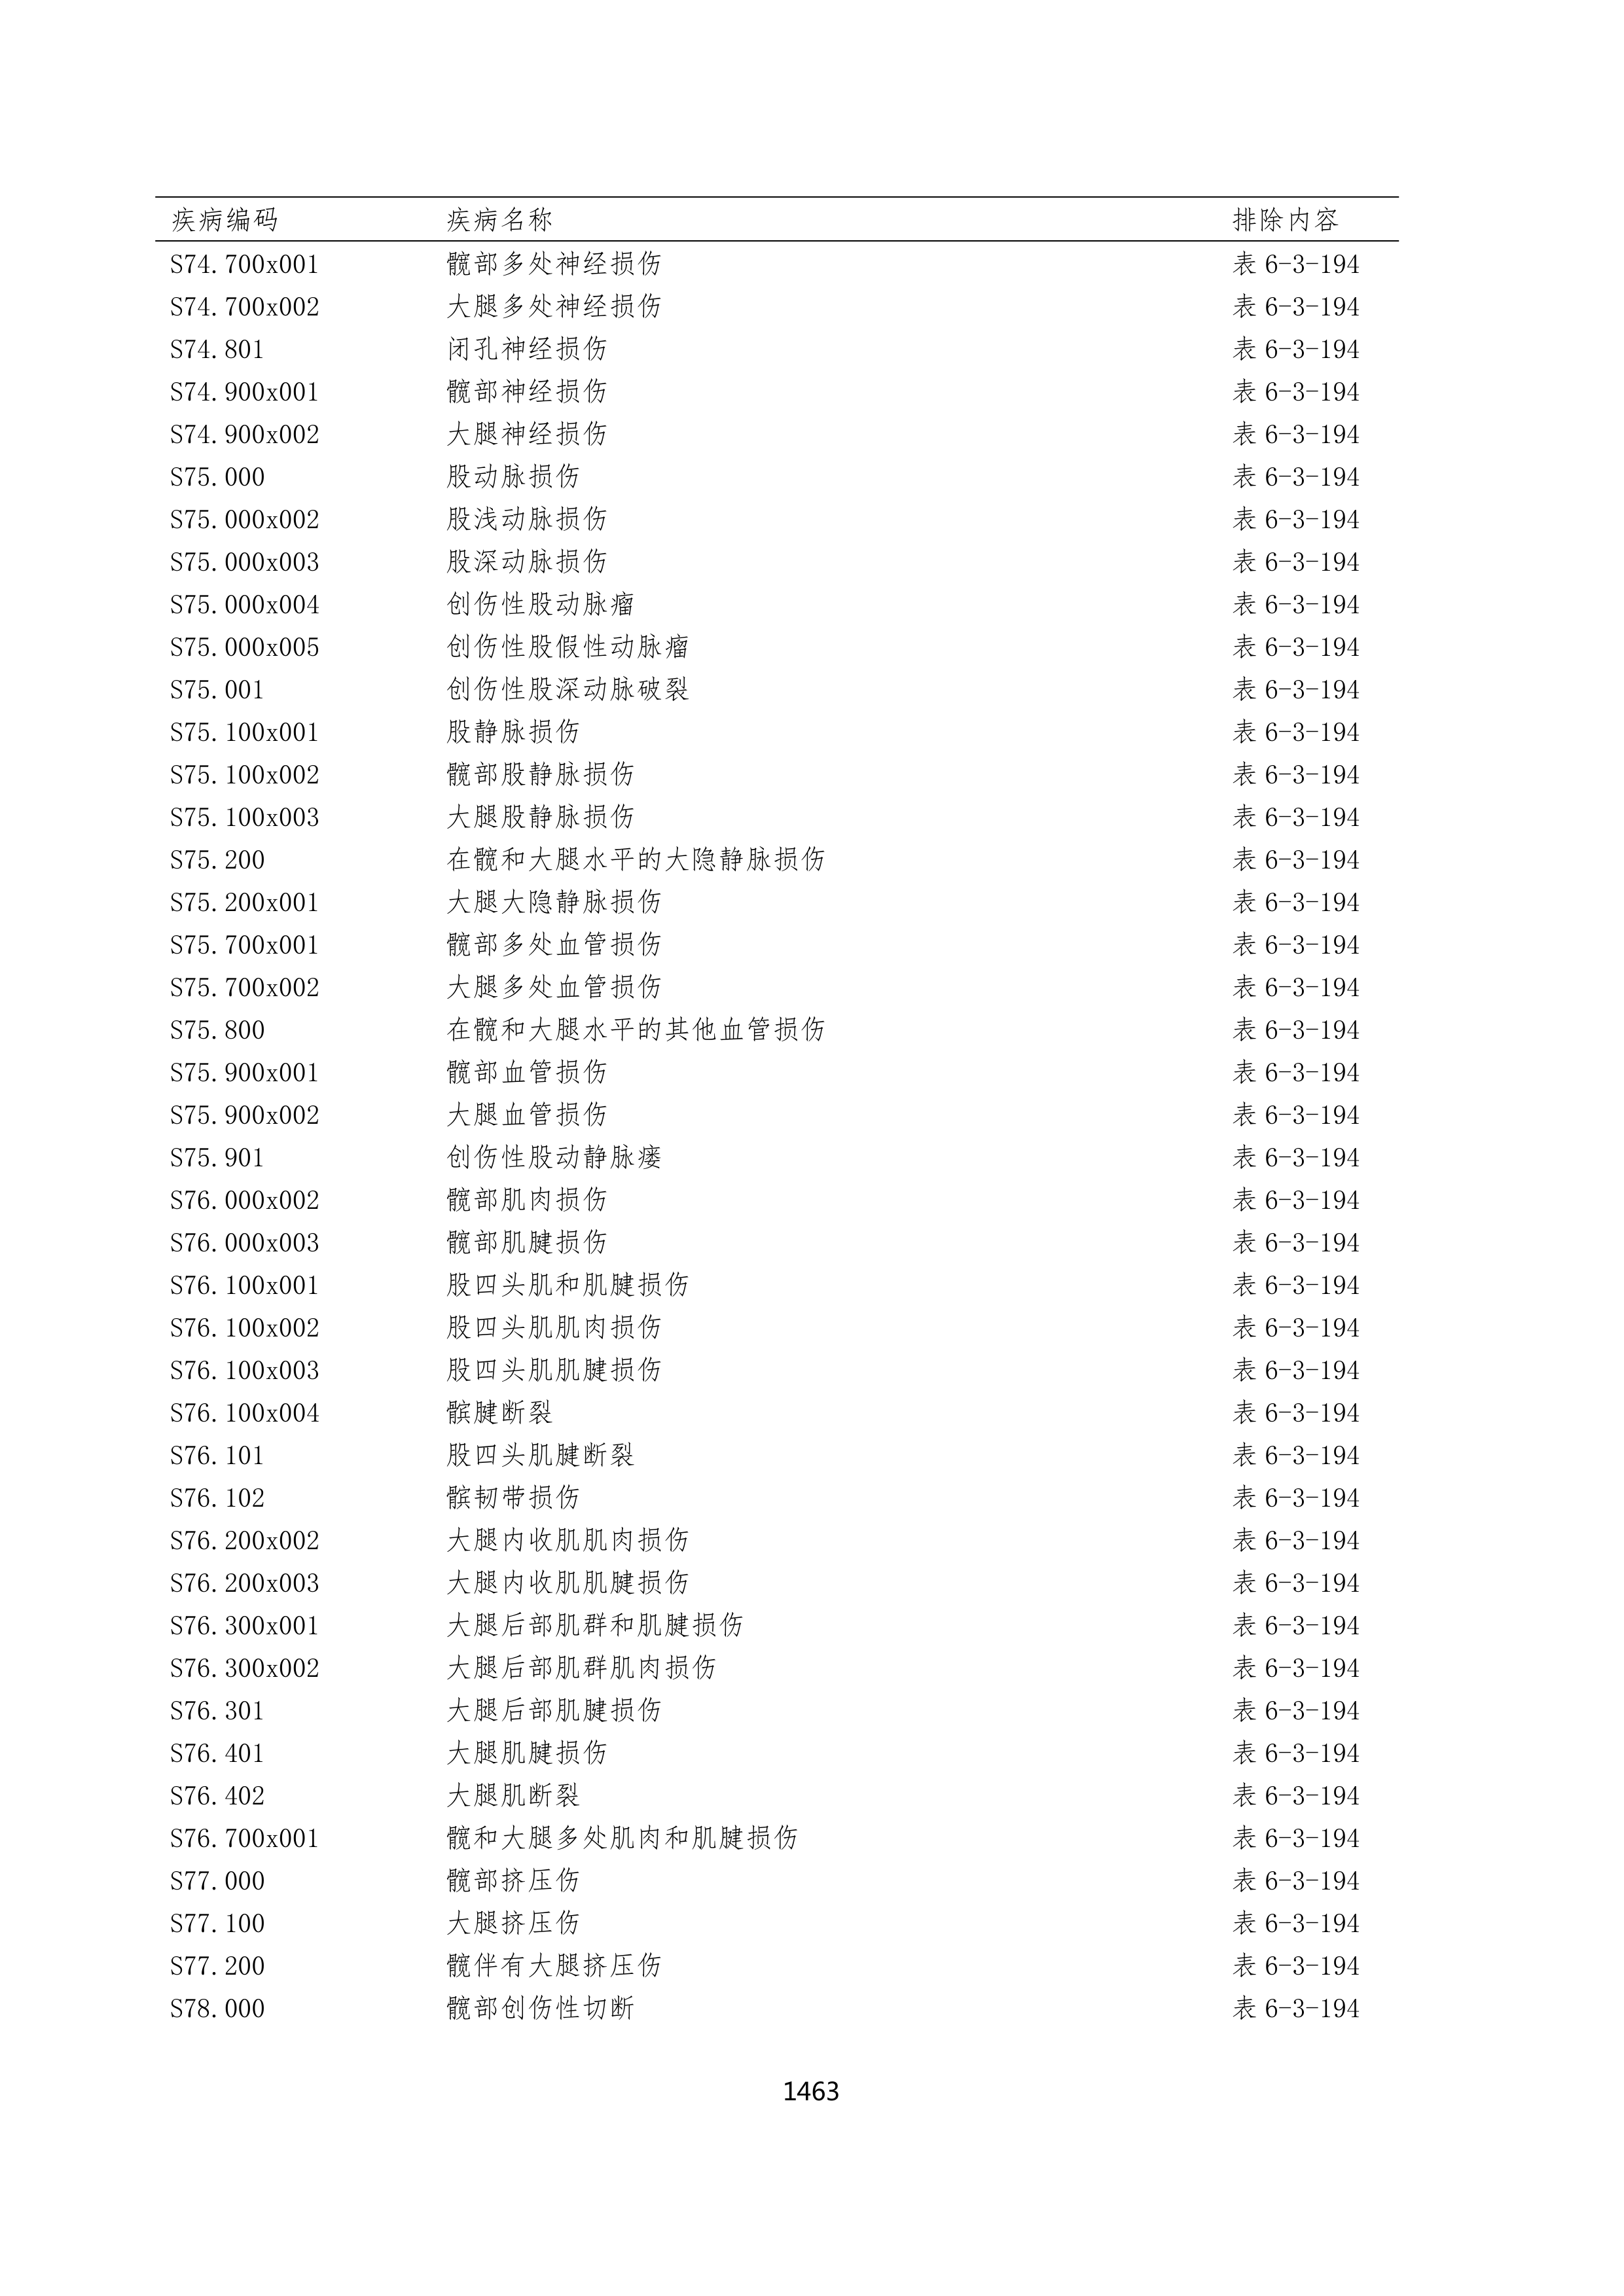 疾病编码 疾病名称 排除内容
S74.700x001 髋部多处神经损伤 表 6-3-194
S74.700x002 大腿多处神经损伤 表 6-3-194
S74.801 闭孔神经损伤 表 6-3-194
S74.900x001 髋部神经损伤 表 6-3-194
S74.900x002 大腿神经损伤 表 6-3-194
S75.000 股动脉损伤 表 6-3-194
S75.000x002 股浅动脉损伤 表 6-3-194
S75.000x003 股深动脉损伤 表 6-3-194
S75.000x004 创伤性股动脉瘤 表 6-3-194
S75.000x005 创伤性股假性动脉瘤 表 6-3-194
S75.001 创伤性股深动脉破裂 表 6-3-194
S75.100x001 股静脉损伤 表 6-3-194
S75.100x002 髋部股静脉损伤 表 6-3-194
S75.100x003 大腿股静脉损伤 表 6-3-194
S75.200 在髋和大腿水平的大隐静脉损伤 表 6-3-194
S75.200x001 大腿大隐静脉损伤 表 6-3-194
S75.700x001 髋部多处血管损伤 表 6-3-194
S75.700x002 大腿多处血管损伤 表 6-3-194
S75.800 在髋和大腿水平的其他血管损伤 表 6-3-194
S75.900x001 髋部血管损伤 表 6-3-194
S75.900x002 大腿血管损伤 表 6-3-194
S75.901 创伤性股动静脉瘘 表 6-3-194
S76.000x002 髋部肌肉损伤 表 6-3-194
S76.000x003 髋部肌腱损伤 表 6-3-194
S76.100x001 股四头肌和肌腱损伤 表 6-3-194
S76.100x002 股四头肌肌肉损伤 表 6-3-194
S76.100x003 股四头肌肌腱损伤 表 6-3-194
S76.100x004 髌腱断裂 表 6-3-194
S76.101 股四头肌腱断裂 表 6-3-194
S76.102 髌韧带损伤 表 6-3-194
S76.200x002 大腿内收肌肌肉损伤 表 6-3-194
S76.200x003 大腿内收肌肌腱损伤 表 6-3-194
S76.300x001 大腿后部肌群和肌腱损伤 表 6-3-194
S76.300x002 大腿后部肌群肌肉损伤 表 6-3-194
S76.301 大腿后部肌腱损伤 表 6-3-194
S76.401 大腿肌腱损伤 表 6-3-194
S76.402 大腿肌断裂 表 6-3-194
S76.700x001 髋和大腿多处肌肉和肌腱损伤 表 6-3-194
S77.000 髋部挤压伤 表 6-3-194
S77.100 大腿挤压伤 表 6-3-194
S77.200 髋伴有大腿挤压伤 表 6-3-194
S78.000 髋部创伤性切断 表 6-3-194
1463